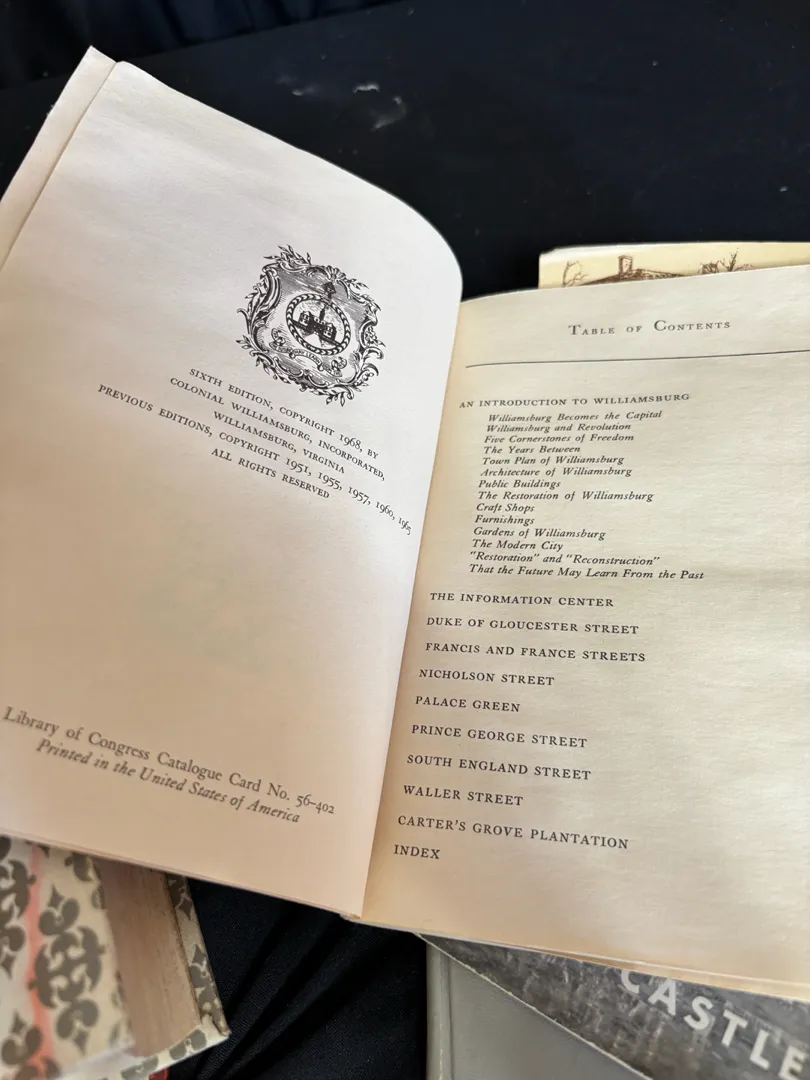 SIXTH EDITION, COPYRIGHT 1968, BY
COLONIAL WILLIAMSBURG, INCORPORATED,
WILLIAMSBURG, VIRGINIA
PREVIOUS EDITIONS, COPYRIGHT 1951, 1955, 1957, 1960, 1965
ALL RIGHTS RESERVED
Library of Congress Catalogue Card No. 56-402
Printed in the United States of America
TABLE OF CONTENTS
AN INTRODUCTION TO WILLIAMSBURG
Williamsburg Becomes the Capital
Williamsburg and Revolution
Five Cornerstones of Freedom
The Years Between
Town Plan of Williamsburg
Architecture of Williamsburg
Public Buildings
The Restoration of Williamsburg
Craft Shops
Furnishings
Gardens of Williamsburg
The Modern City
"Restoration" and "Reconstruction"
That the Future May Learn From the Past
THE INFORMATION CENTER
DUKE OF GLOUCESTER STREET
FRANCIS AND FRANCE STREETS
NICHOLSON STREET
PALACE GREEN
PRINCE GEORGE STREET
SOUTH ENGLAND STREET
WALLER STREET
CARTER'S GROVE PLANTATION
INDEX
CASTLE